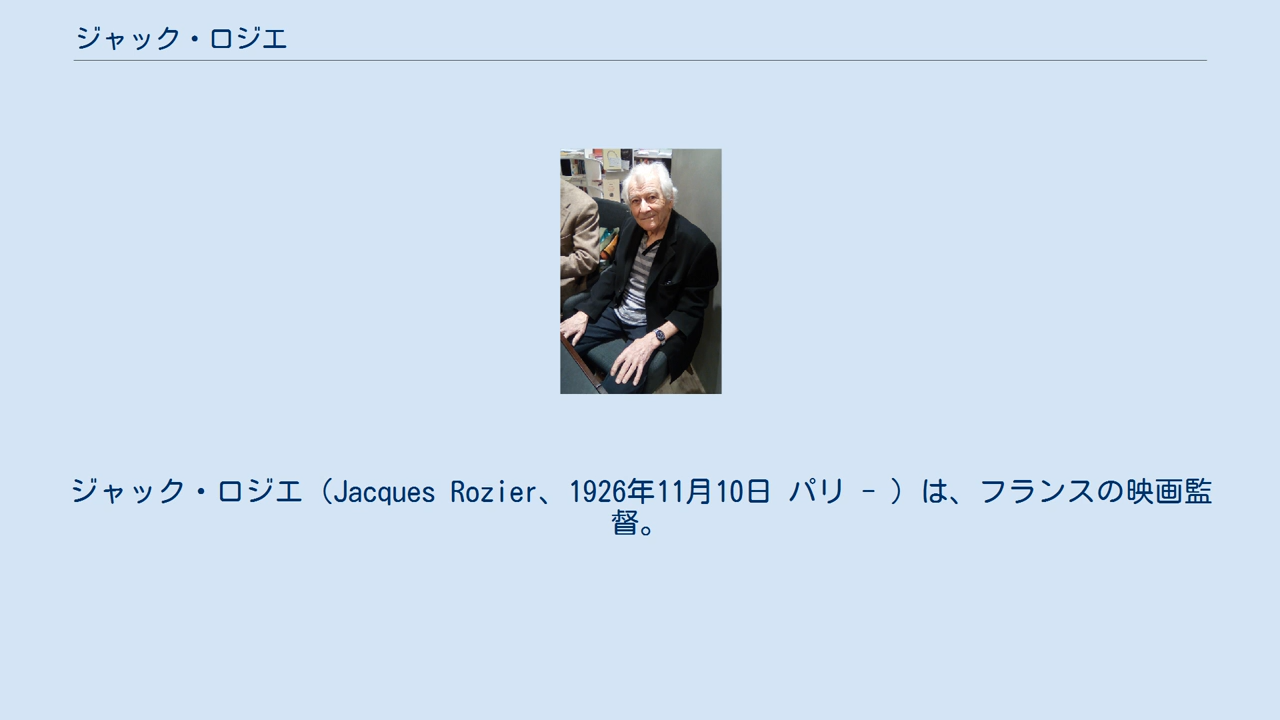 ジャック・ロジエ
ジャック・ロジエ（Jacques Rozier、1926年11月10日 パリ - ）は、フランスの映画監
督。